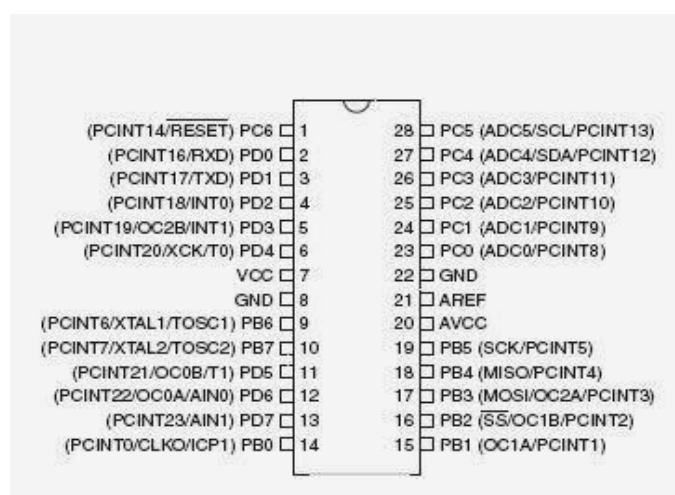 (PCINT14/RESET) PC6 1 28 PC5 (ADC5/SCL/PCINT13)
(PCINT16/RXD) PD0 2 27 PC4 (ADC4/SDA/PCINT12)
(PCINT17/TXD) PD1 3 26 PC3 (ADC3/PCINT11)
(PCINT18/INT0) PD2 4 25 PC2 (ADC2/PCINT10)
(PCINT19/OC2B/INT1) PD3 5 24 PC1 (ADC1/PCINT9)
(PCINT20/XCK/T0) PD4 6 23 PC0 (ADC0/PCINT8)
VCC 7 22 GND
GND 8 21 AREF
(PCINT6/XTAL1/TOSC1) PB6 9 20 AVCC
(PCINT7/XTAL2/TOSC2) PB7 10 19 PB5 (SCK/PCINT5)
(PCINT21/OC0B/T1) PD5 11 18 PB4 (MISO/PCINT4)
(PCINT22/OC0A/AIN0) PD6 12 17 PB3 (MOSI/OC2A/PCINT3)
(PCINT23/AIN1) PD7 13 16 PB2 (SS/OC1B/PCINT2)
(PCINT0/CLKO/ICP1) PB0 14 15 PB1 (OC1A/PCINT1)